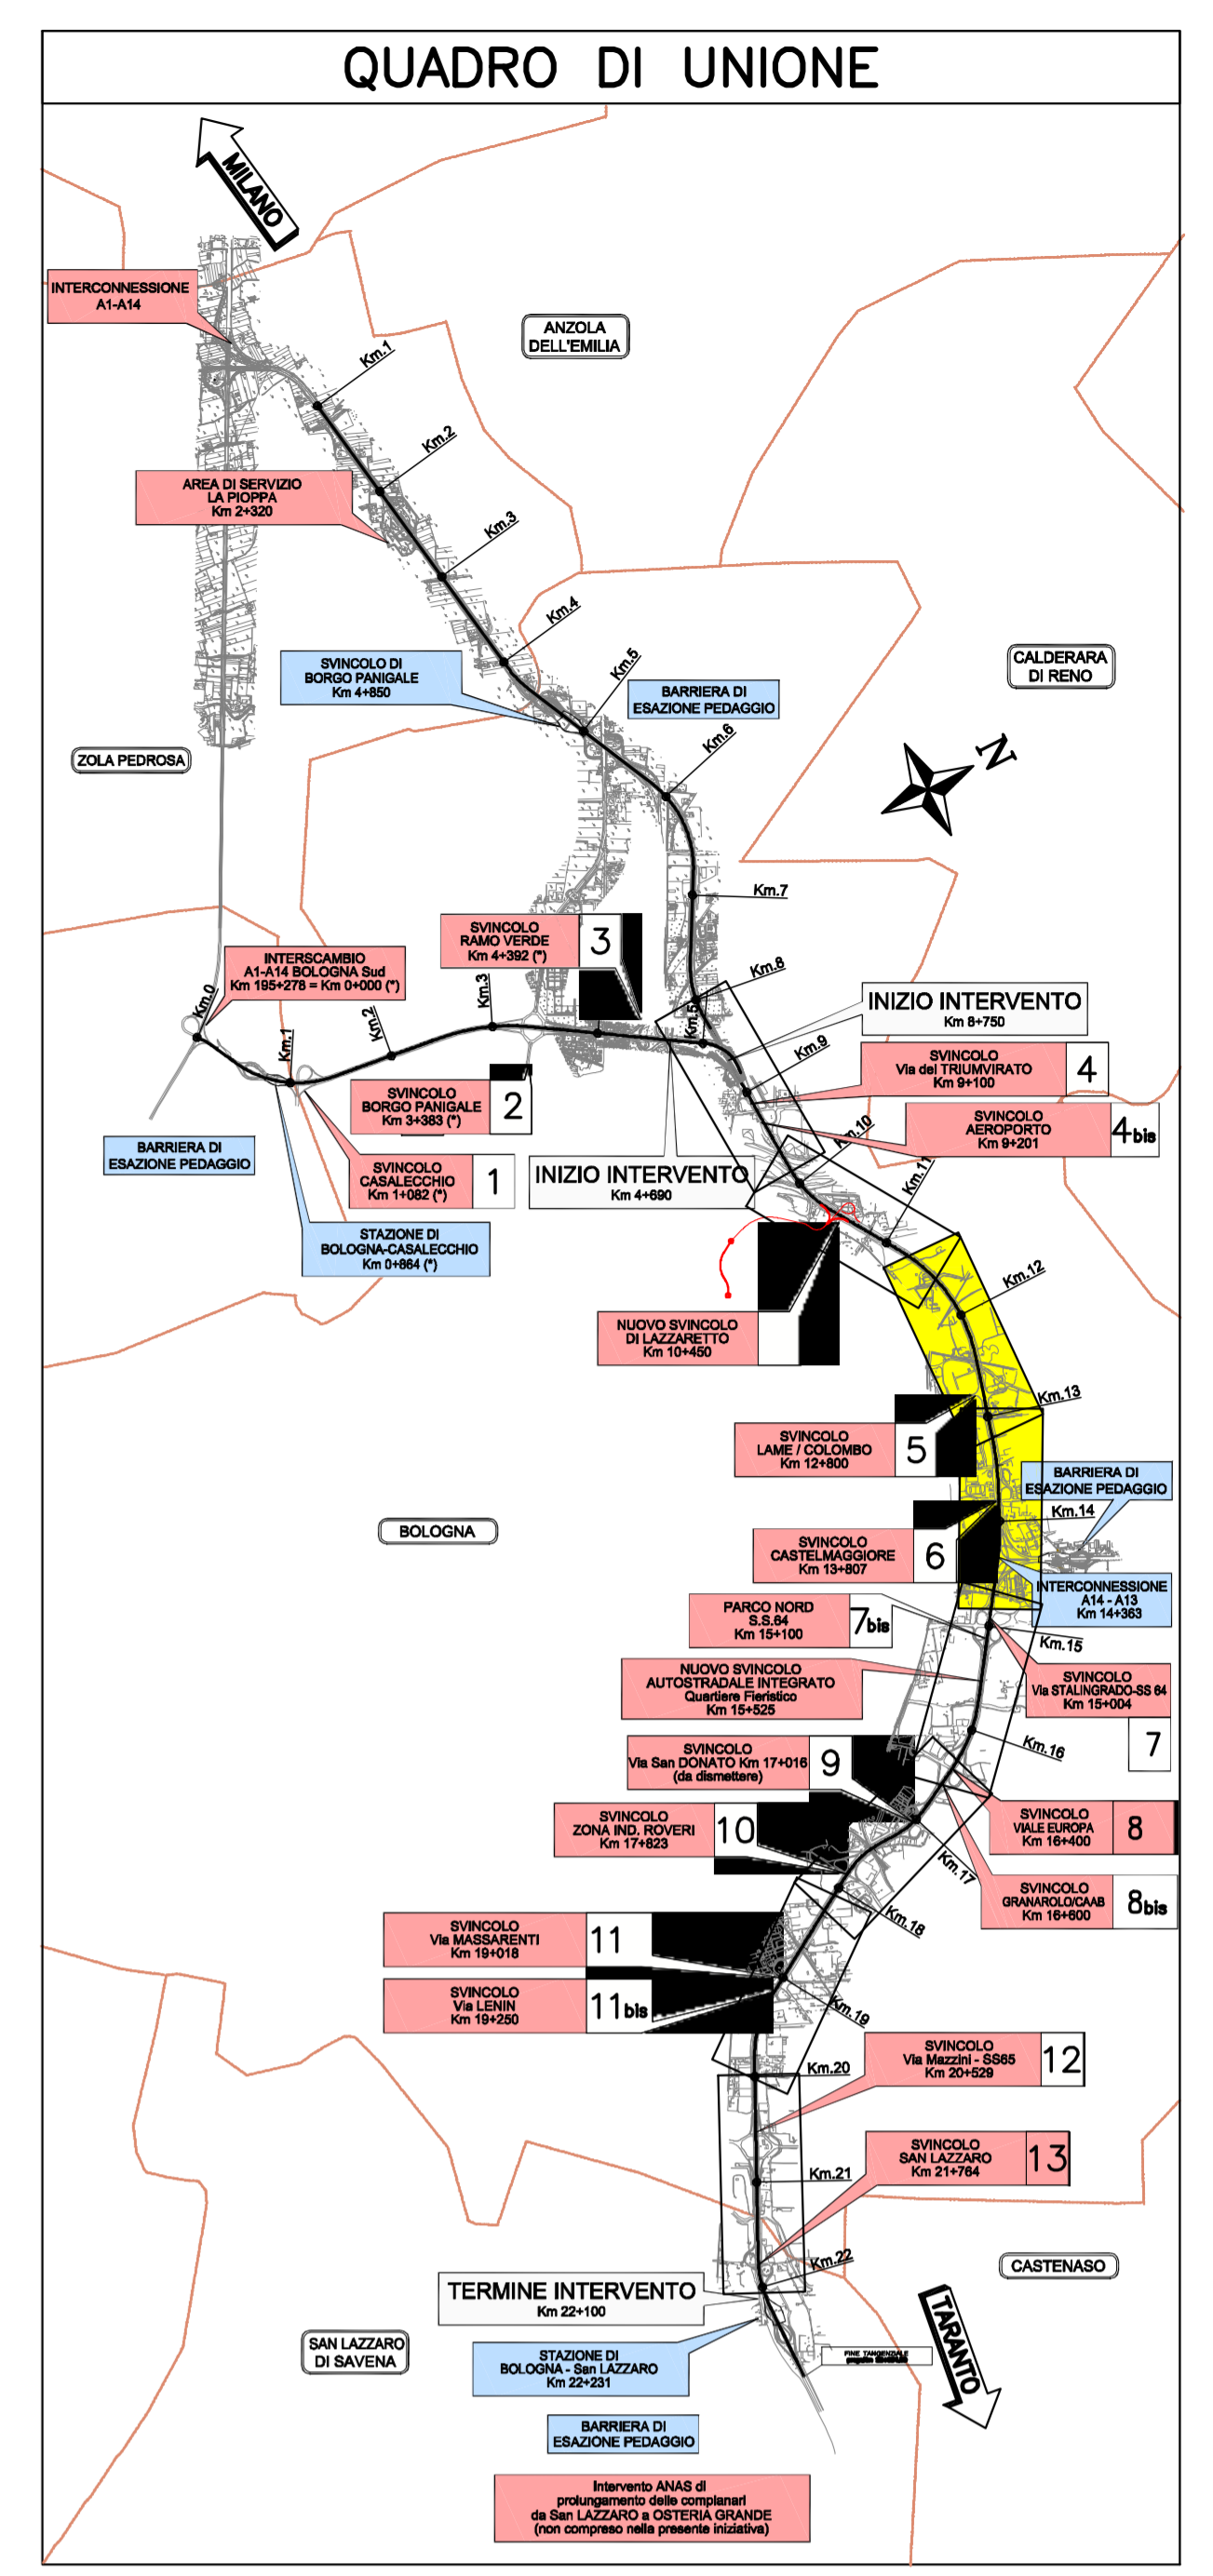 QUADRO DI UNIONE
MILANO
INTERCONNESSIONE
A1-A14
ANZOLA
DELL'EMILIA
Km.1
Km.2
AREA DI SERVIZIO
LA PIOPPA
Km 2+320
Km.3
Km.4
SVINCOLO DI
BORGO PANIGALE
Km 4+850
Km.5
BARRIERA DI
ESAZIONE PEDAGGIO
CALDERARA
DI RENO
Km.6
N
ZOLA PEDROSA
Km.7
SVINCOLO
RAMO VERDE
Km 4+392 (*)
3
INTERSCAMBIO
A1-A14 BOLOGNA Sud
Km 195+278 = Km 0+000 (*)
Km.0
Km.1
Km.2
Km.3
Km.5
Km.8
INIZIO INTERVENTO
Km 8+750
Km.9
SVINCOLO
Via del TRIUMVIRATO
Km 9+100
4
SVINCOLO
BORGO PANIGALE
Km 3+383 (*)
2
SVINCOLO
AEROPORTO
Km 9+201
4bis
Km.10
BARRIERA DI
ESAZIONE PEDAGGIO
SVINCOLO
CASALECCHIO
Km 1+082 (*)
1
INIZIO INTERVENTO
Km 4+690
Km.11
STAZIONE DI
BOLOGNA-CASALECCHIO
Km 0+864 (*)
Km.12
NUOVO SVINCOLO
DI LAZZARETTO
Km 10+450
Km.13
SVINCOLO
LAME / COLOMBO
Km 12+800
5
BARRIERA DI
ESAZIONE PEDAGGIO
Km.14
BOLOGNA
SVINCOLO
CASTELMAGGIORE
Km 13+807
6
INTERCONNESSIONE
A14 - A13
Km 14+363
PARCO NORD
S.S.64
Km 15+100
7bis
Km.15
NUOVO SVINCOLO
AUTOSTRADALE INTEGRATO
Quartiere Fieristico
Km 15+525
SVINCOLO
Via STALINGRADO-SS 64
Km 15+004
7
Km.16
SVINCOLO
Via San DONATO Km 17+016
(da dismettere)
9
SVINCOLO
ZONA IND. ROVERI
Km 17+823
10
SVINCOLO
VIALE EUROPA
Km 16+400
8
Km.17
SVINCOLO
GRANAROLO/CAAB
Km 16+600
8bis
Km.18
SVINCOLO
Via MASSARENTI
Km 19+018
11
SVINCOLO
Via LENIN
Km 19+250
11bis
Km.19
SVINCOLO
Via Mazzini - SS65
Km 20+529
12
Km.20
SVINCOLO
SAN LAZZARO
Km 21+764
13
Km.21
Km.22
CASTENASO
TERMINE INTERVENTO
Km 22+100
SAN LAZZARO
DI SAVENA
TARANTO
FINE TANGENZIALE
STAZIONE DI
BOLOGNA - San LAZZARO
Km 22+231
BARRIERA DI
ESAZIONE PEDAGGIO
Intervento ANAS di
prolungamento delle complanari
da San LAZZARO a OSTERIA GRANDE
(non compreso nella presente iniziativa)